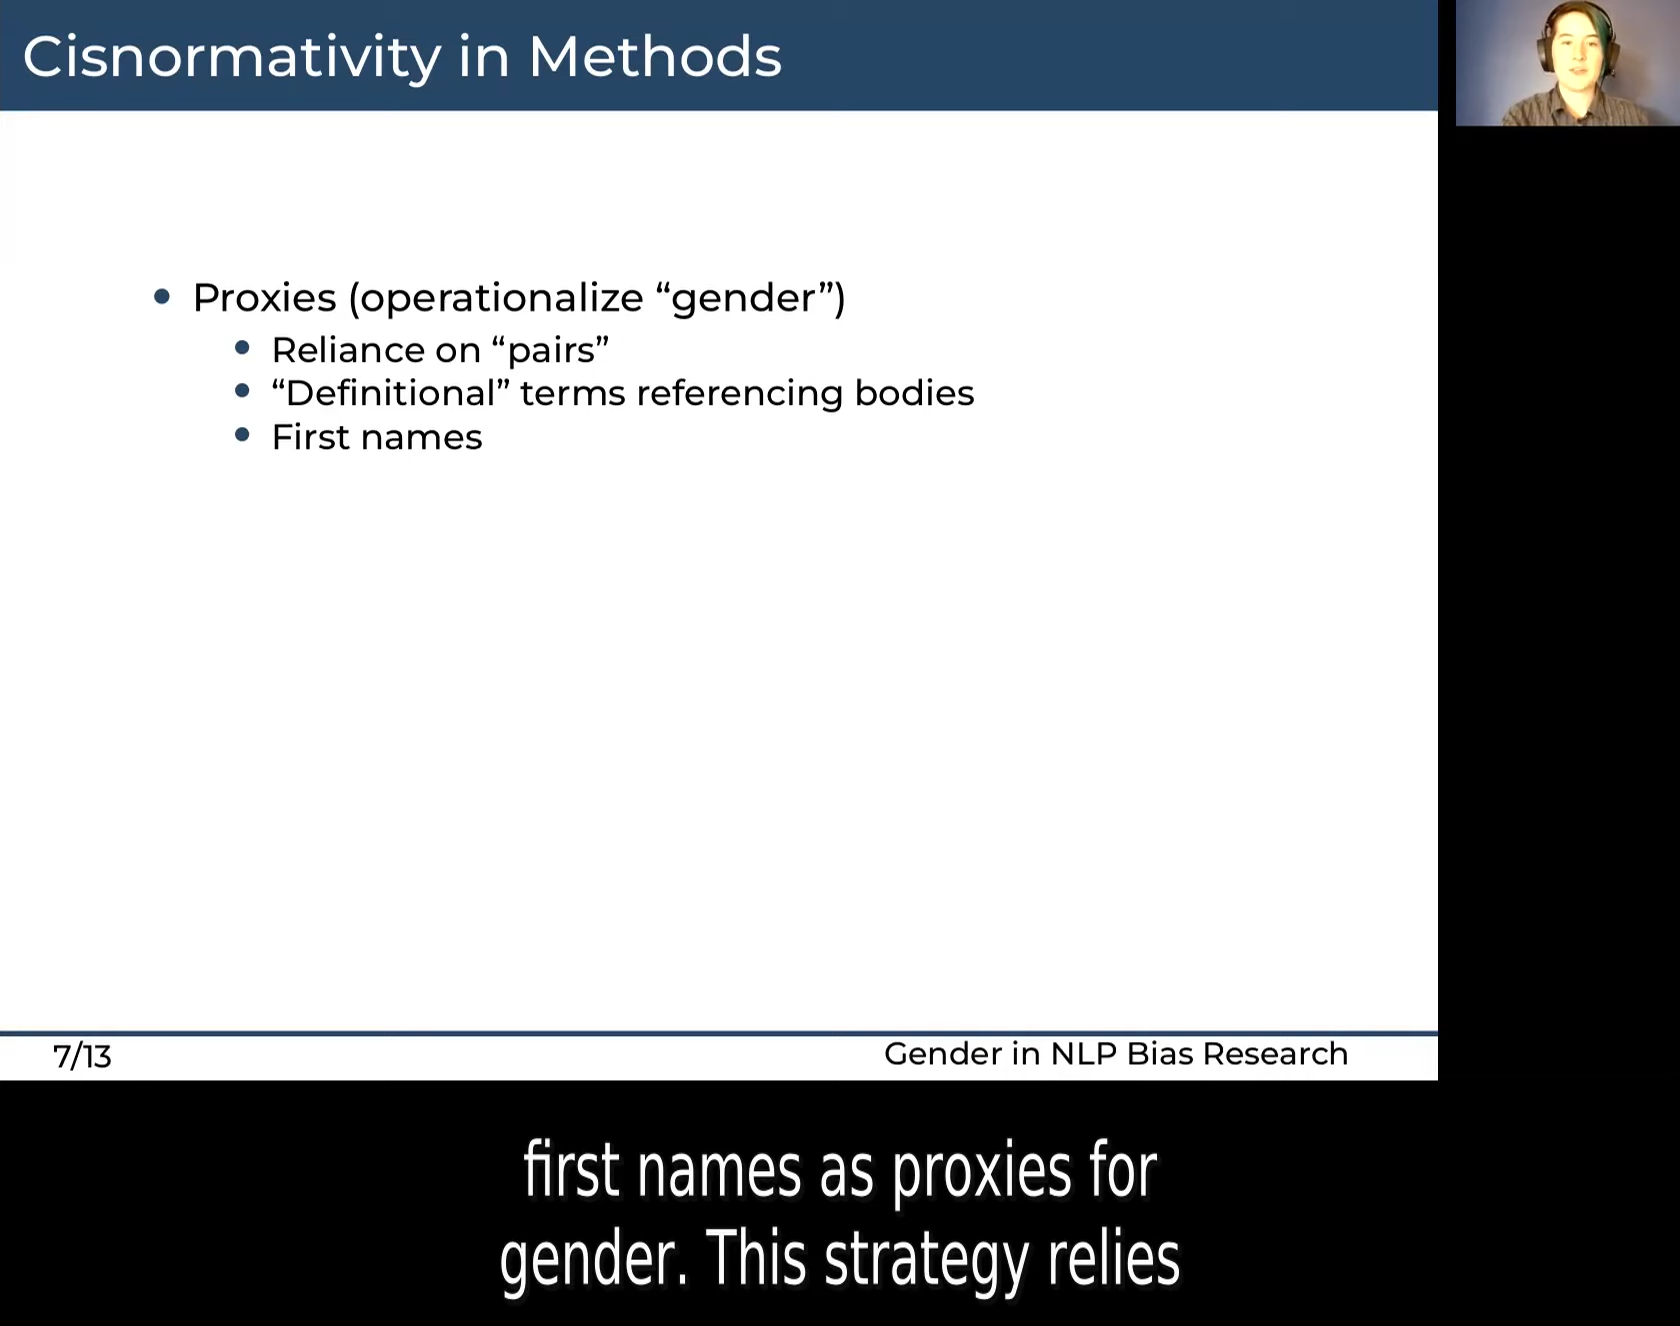 Cisnormativity in Methods
• Proxies (operationalize “gender”)
• Reliance on “pairs”
• “Definitional” terms referencing bodies
• First names
7/13
Gender in NLP Bias Research
first names as proxies for
gender. This strategy relies